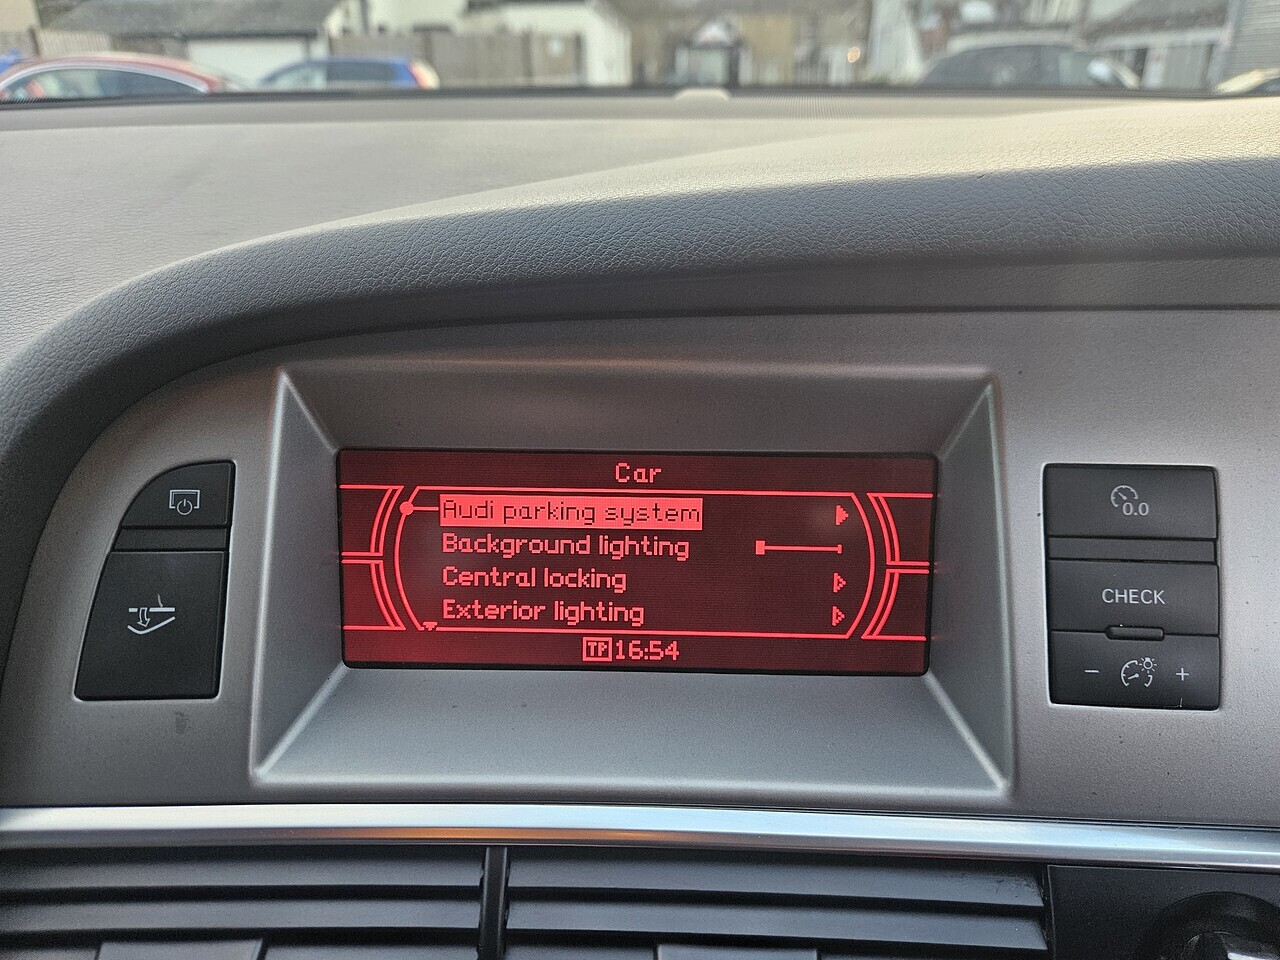 Car
Audi parking system
Background lighting
Central locking
Exterior lighting
TP 16:54
0.0
CHECK
- +